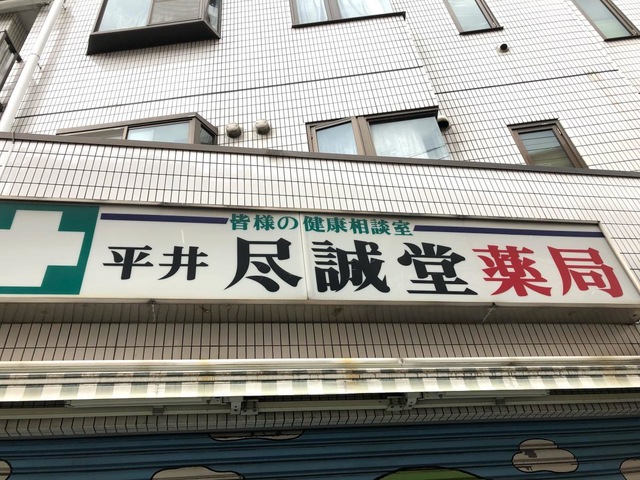 皆様の健康相談室
平井 尽誠堂薬局